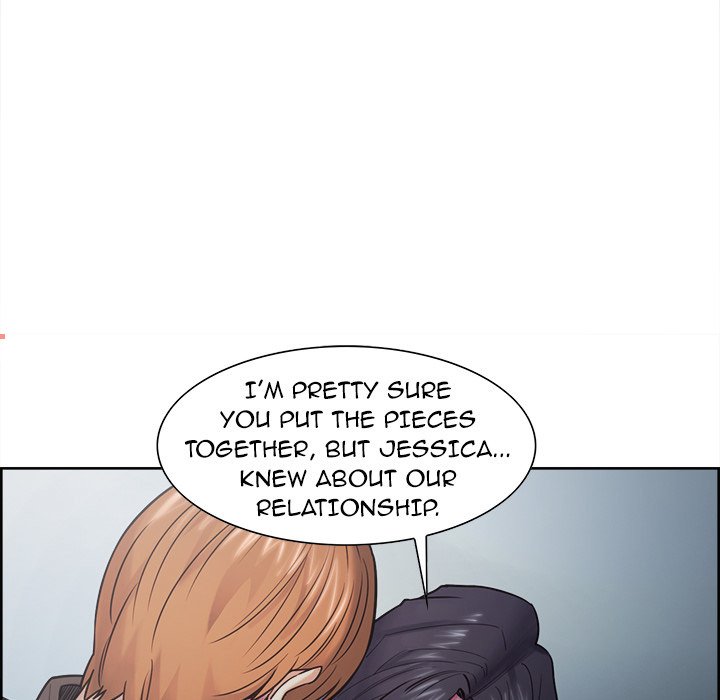 I'M PRETTY SURE
YOU PUT THE PIECES
TOGETHER, BUT JESSICA...
KNEW ABOUT OUR
RELATIONSHIP.